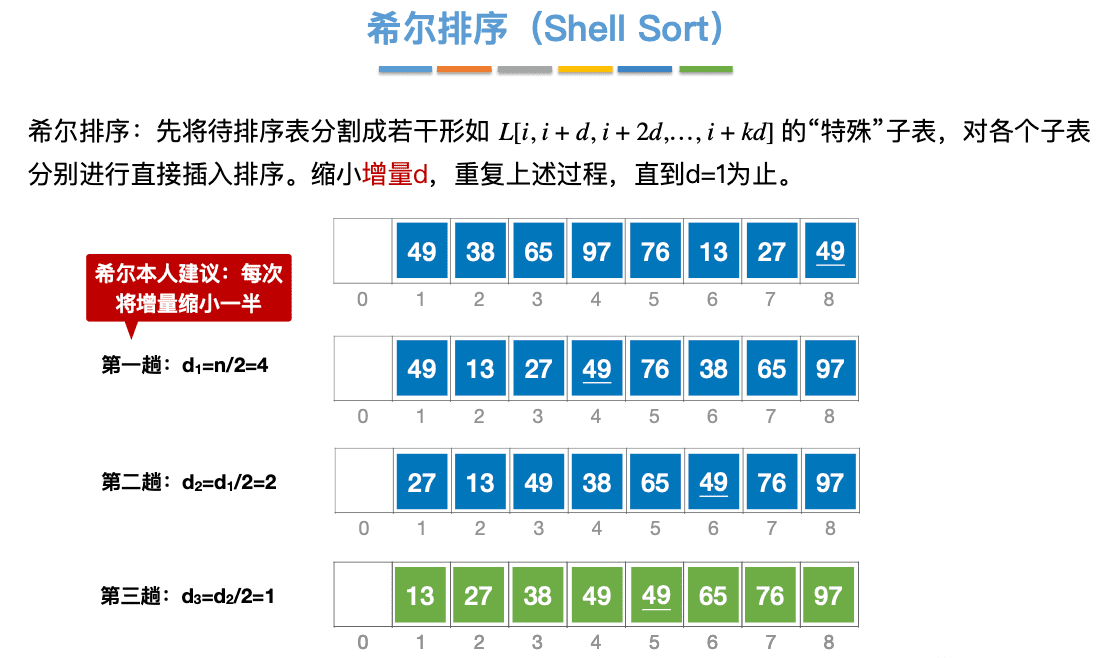 希尔排序（Shell Sort）
希尔排序：先将待排序表分割成若干形如 L[i, i + d, i + 2d,…, i + kd] 的“特殊”子表，对各个子表
分别进行直接插入排序。缩小增量d，重复上述过程，直到d=1为止。
49 38 65 97 76 13 27 49
0 1 2 3 4 5 6 7 8
希尔本人建议：每次
将增量缩小一半
第一趟：d₁=n/2=4
49 13 27 49 76 38 65 97
0 1 2 3 4 5 6 7 8
第二趟：d₂=d₁/2=2
27 13 49 38 65 49 76 97
0 1 2 3 4 5 6 7 8
第三趟：d₃=d₂/2=1
13 27 38 49 49 65 76 97
0 1 2 3 4 5 6 7 8